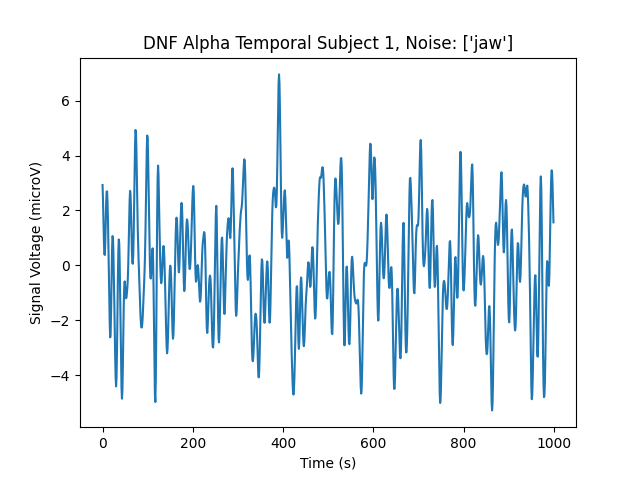 DNF Alpha Temporal Subject 1, Noise: ['jaw']
Signal Voltage (microV)
6
4
2
0
−2
−4
0 200 400 600 800 1000
Time (s)